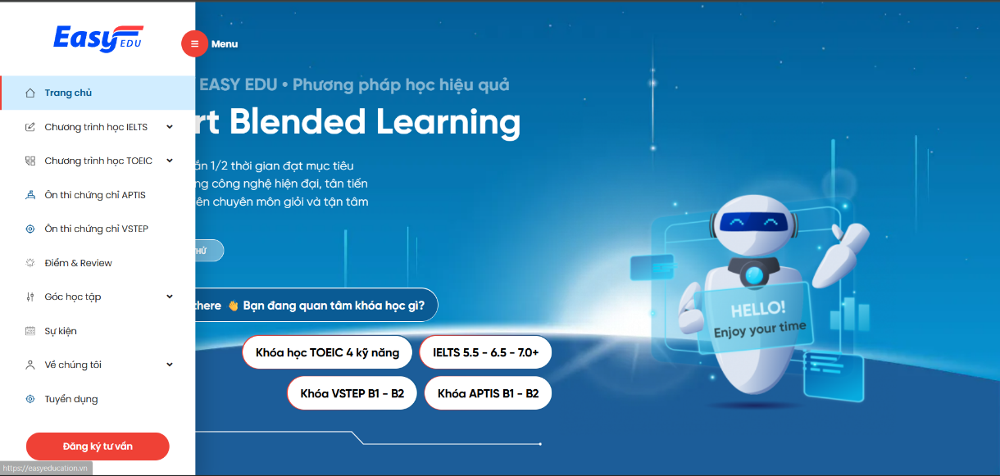 Easy EDU
Menu
Trang chủ
Chương trình học IELTS
Chương trình học TOEIC
Ôn thi chứng chỉ APTIS
Ôn thi chứng chỉ VSTEP
Điểm & Review
Góc học tập
Sự kiện
Về chúng tôi
Tuyển dụng
Đăng ký tư vấn
https://easyeducation.vn
EASY EDU • Phương pháp học hiệu quả
rt Blended Learning
1/2 thời gian đạt mục tiêu
ng công nghệ hiện đại, tân tiến
ên chuyên môn giỏi và tận tâm
here 👋 Bạn đang quan tâm khóa học gì?
Khóa học TOEIC 4 kỹ năng
IELTS 5.5 - 6.5 - 7.0+
Khóa VSTEP B1 - B2
Khóa APTIS B1 - B2
HELLO!
Enjoy your time